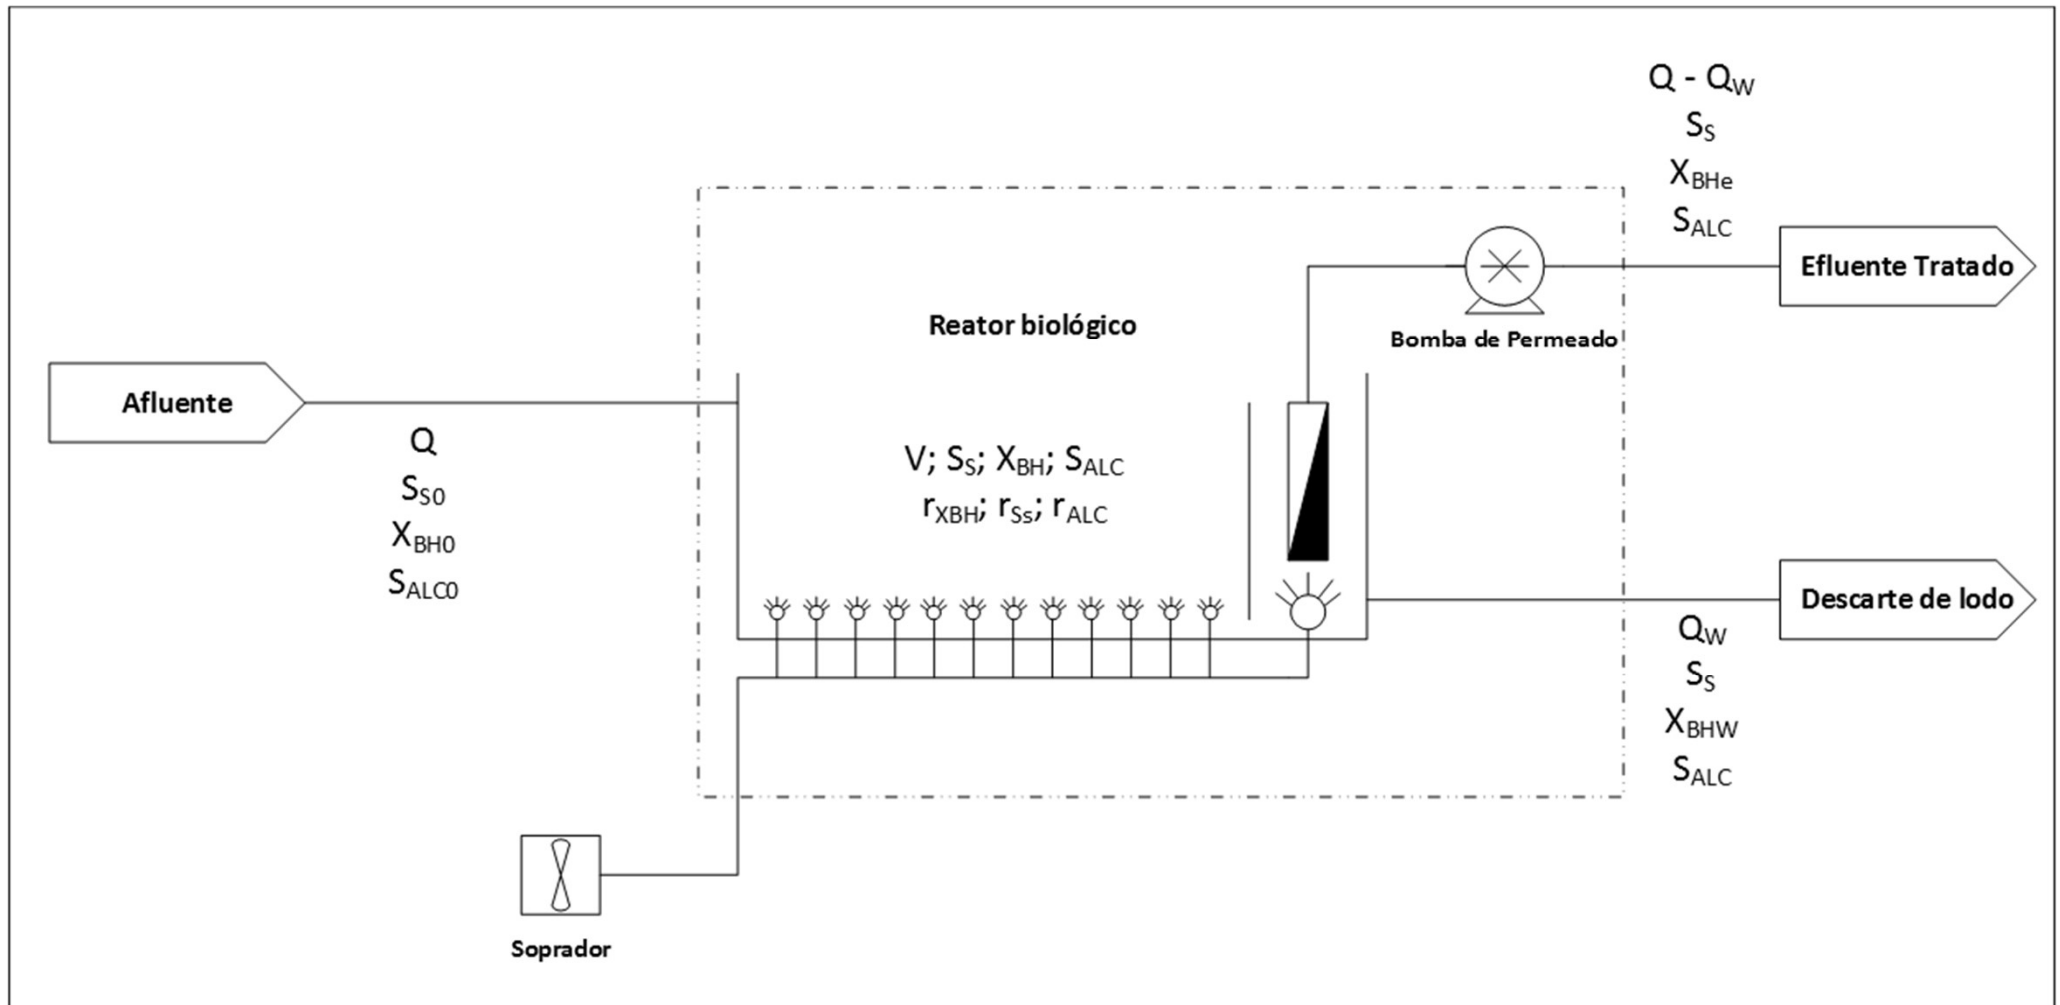 Afluente
Q
S_S0
X_BH0
S_ALC0
Reator biológico
V; S_S; X_BH; S_ALC
r_XBH; r_Ss; r_ALC
Soprador
Bomba de Permeado
Q - Q_W
S_S
X_BHe
S_ALC
Efluente Tratado
Descarte de lodo
Q_W
S_S
X_BHW
S_ALC